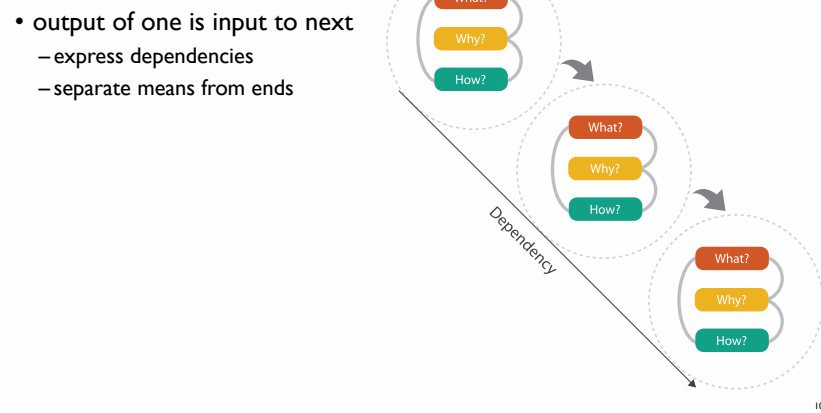 • output of one is input to next
– express dependencies
– separate means from ends
What?
Why?
How?
What?
Why?
How?
Dependency
What?
Why?
How?